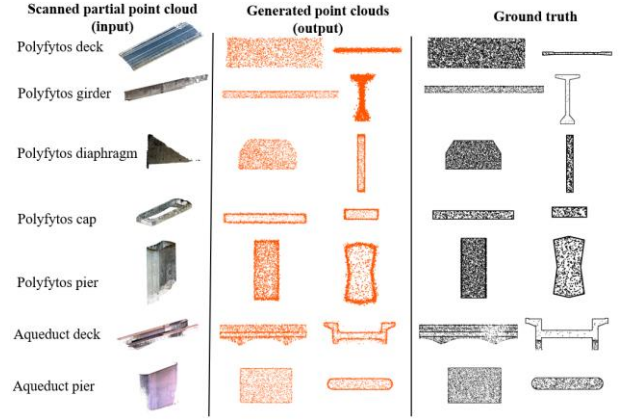 Scanned partial point cloud
(input)
Generated point clouds
(output)
Ground truth
Polyfytos deck
Polyfytos girder
Polyfytos diaphragm
Polyfytos cap
Polyfytos pier
Aqueduct deck
Aqueduct pier